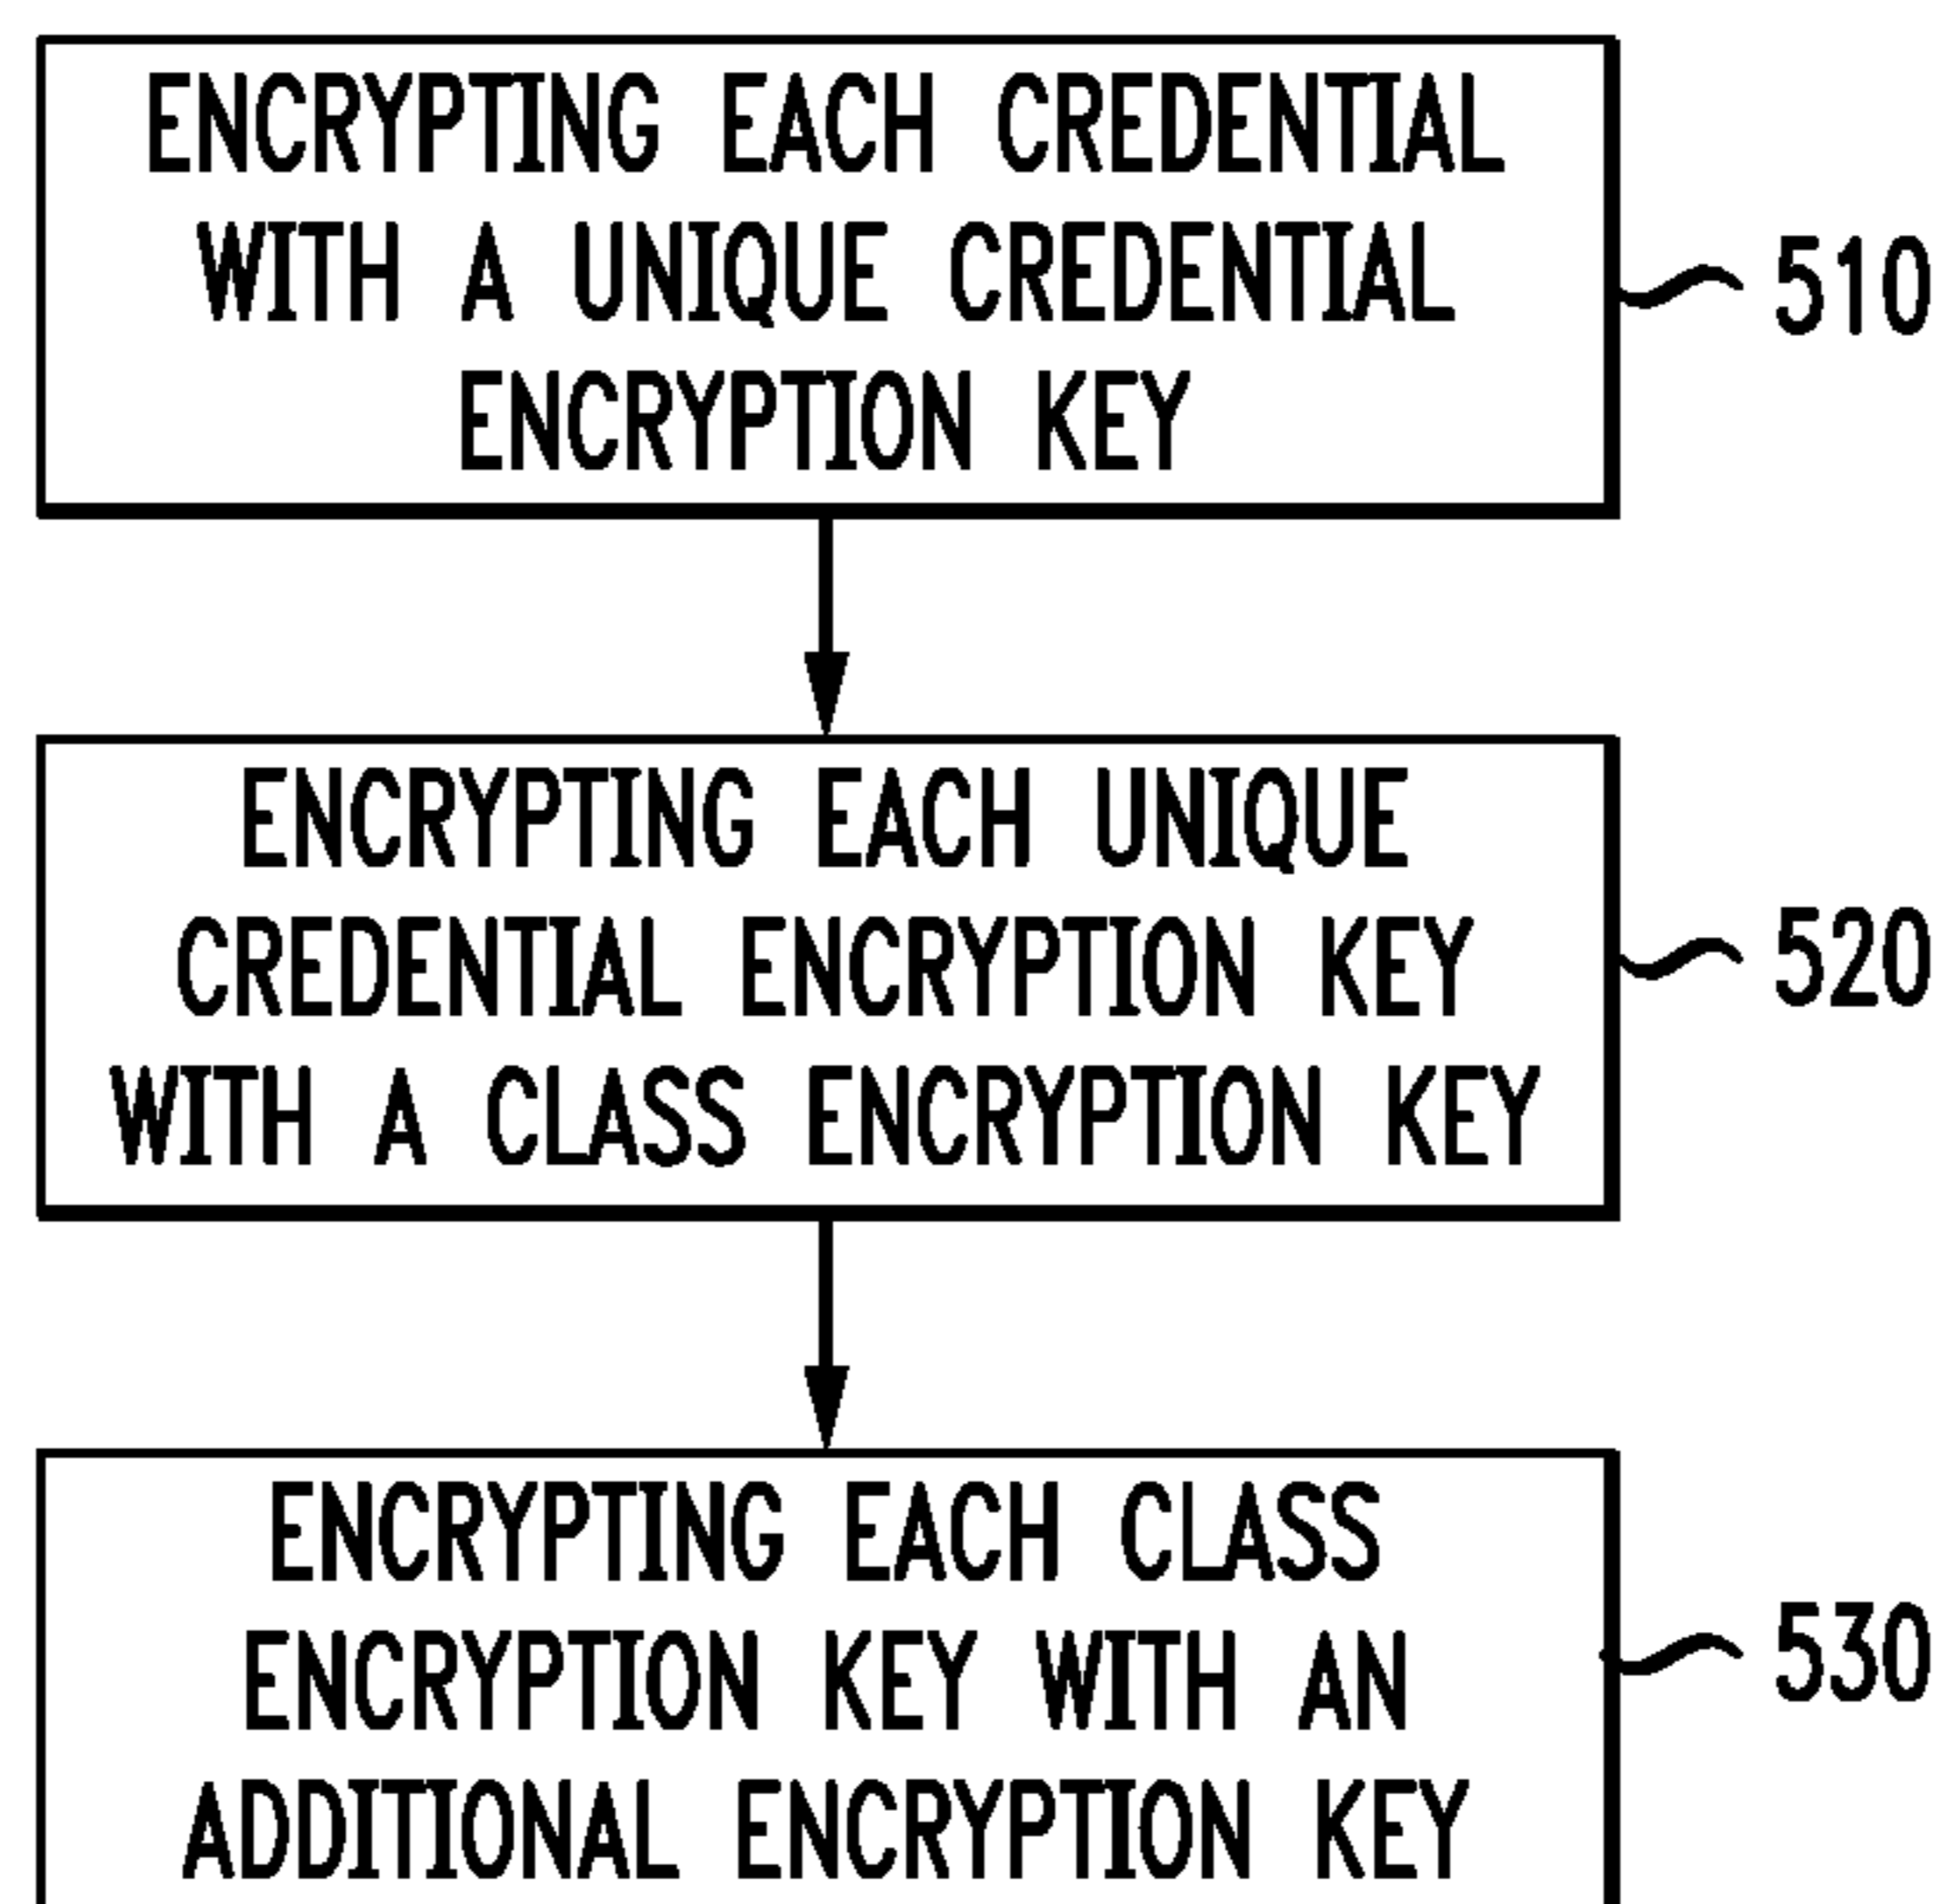 ENCRYPTING EACH CREDENTIAL
WITH A UNIQUE CREDENTIAL
ENCRYPTION KEY
510
ENCRYPTING EACH UNIQUE
CREDENTIAL ENCRYPTION KEY
WITH A CLASS ENCRYPTION KEY
520
ENCRYPTING EACH CLASS
ENCRYPTION KEY WITH AN
ADDITIONAL ENCRYPTION KEY
530